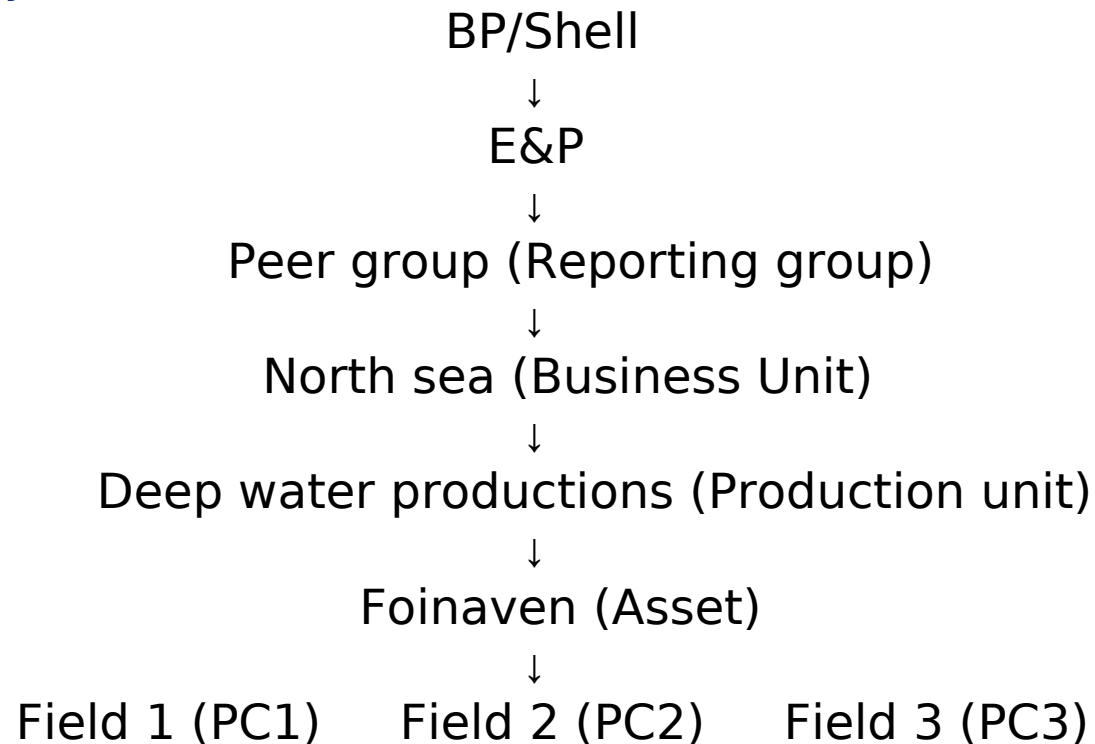 BP/Shell
↓
E&P
↓
Peer group (Reporting group)
↓
North sea (Business Unit)
↓
Deep water productions (Production unit)
↓
Foinaven (Asset)
↓
Field 1 (PC1) Field 2 (PC2) Field 3 (PC3)